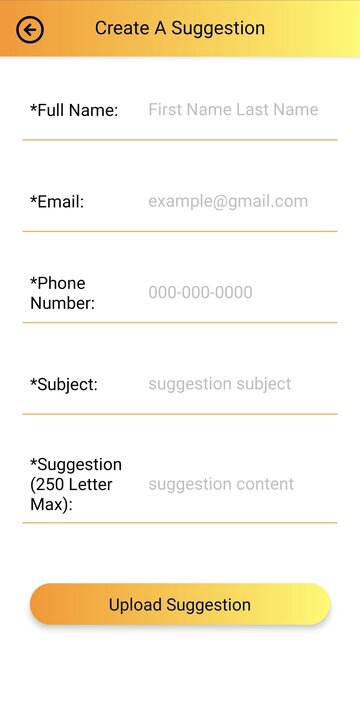 Create A Suggestion
*Full Name: First Name Last Name
*Email: example@gmail.com
*Phone
Number: 000-000-0000
*Subject: suggestion subject
*Suggestion
(250 Letter suggestion content
Max):
Upload Suggestion